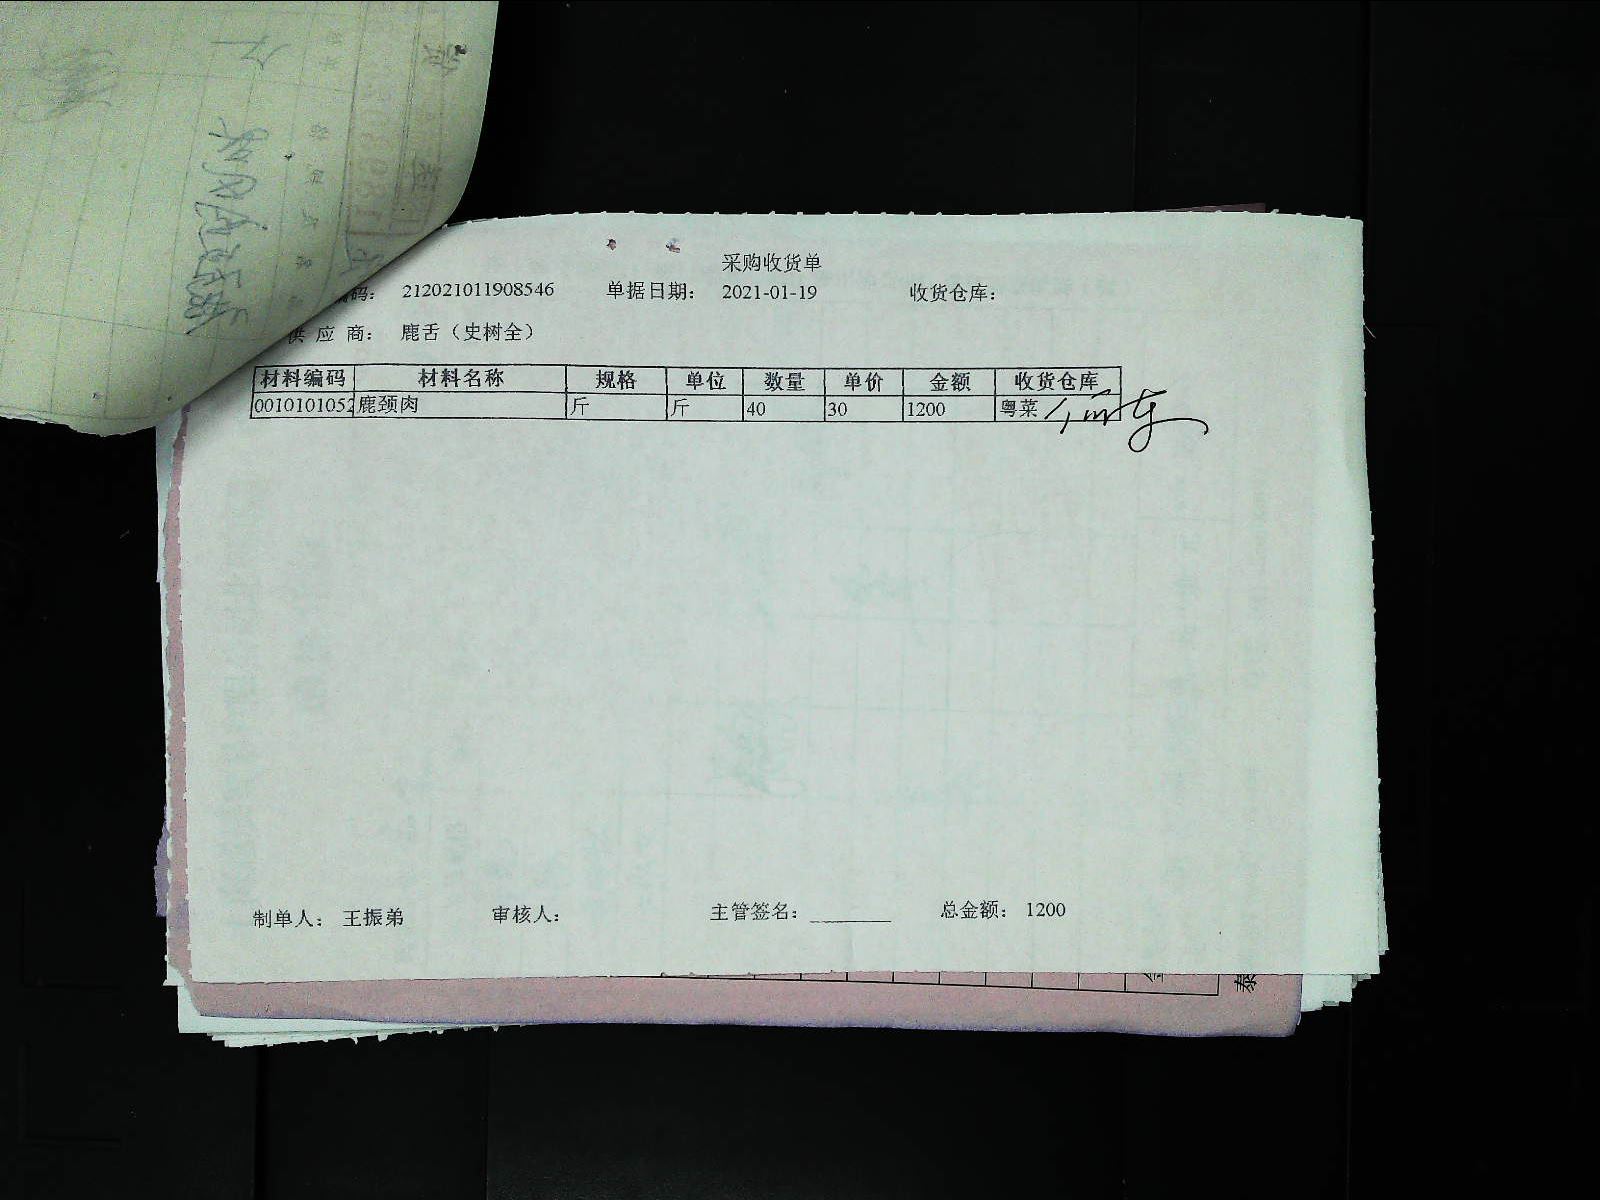 采购收货单
编码： 212021011908546 单据日期： 2021-01-19 收货仓库：
供 应 商： 鹿舌（史树全）
材料编码 材料名称 规格 单位 数量 单价 金额 收货仓库
0010101052 鹿颈肉 斤 斤 40 30 1200 粤菜
制单人： 王振弟 审核人： 主管签名：________ 总金额： 1200
泰